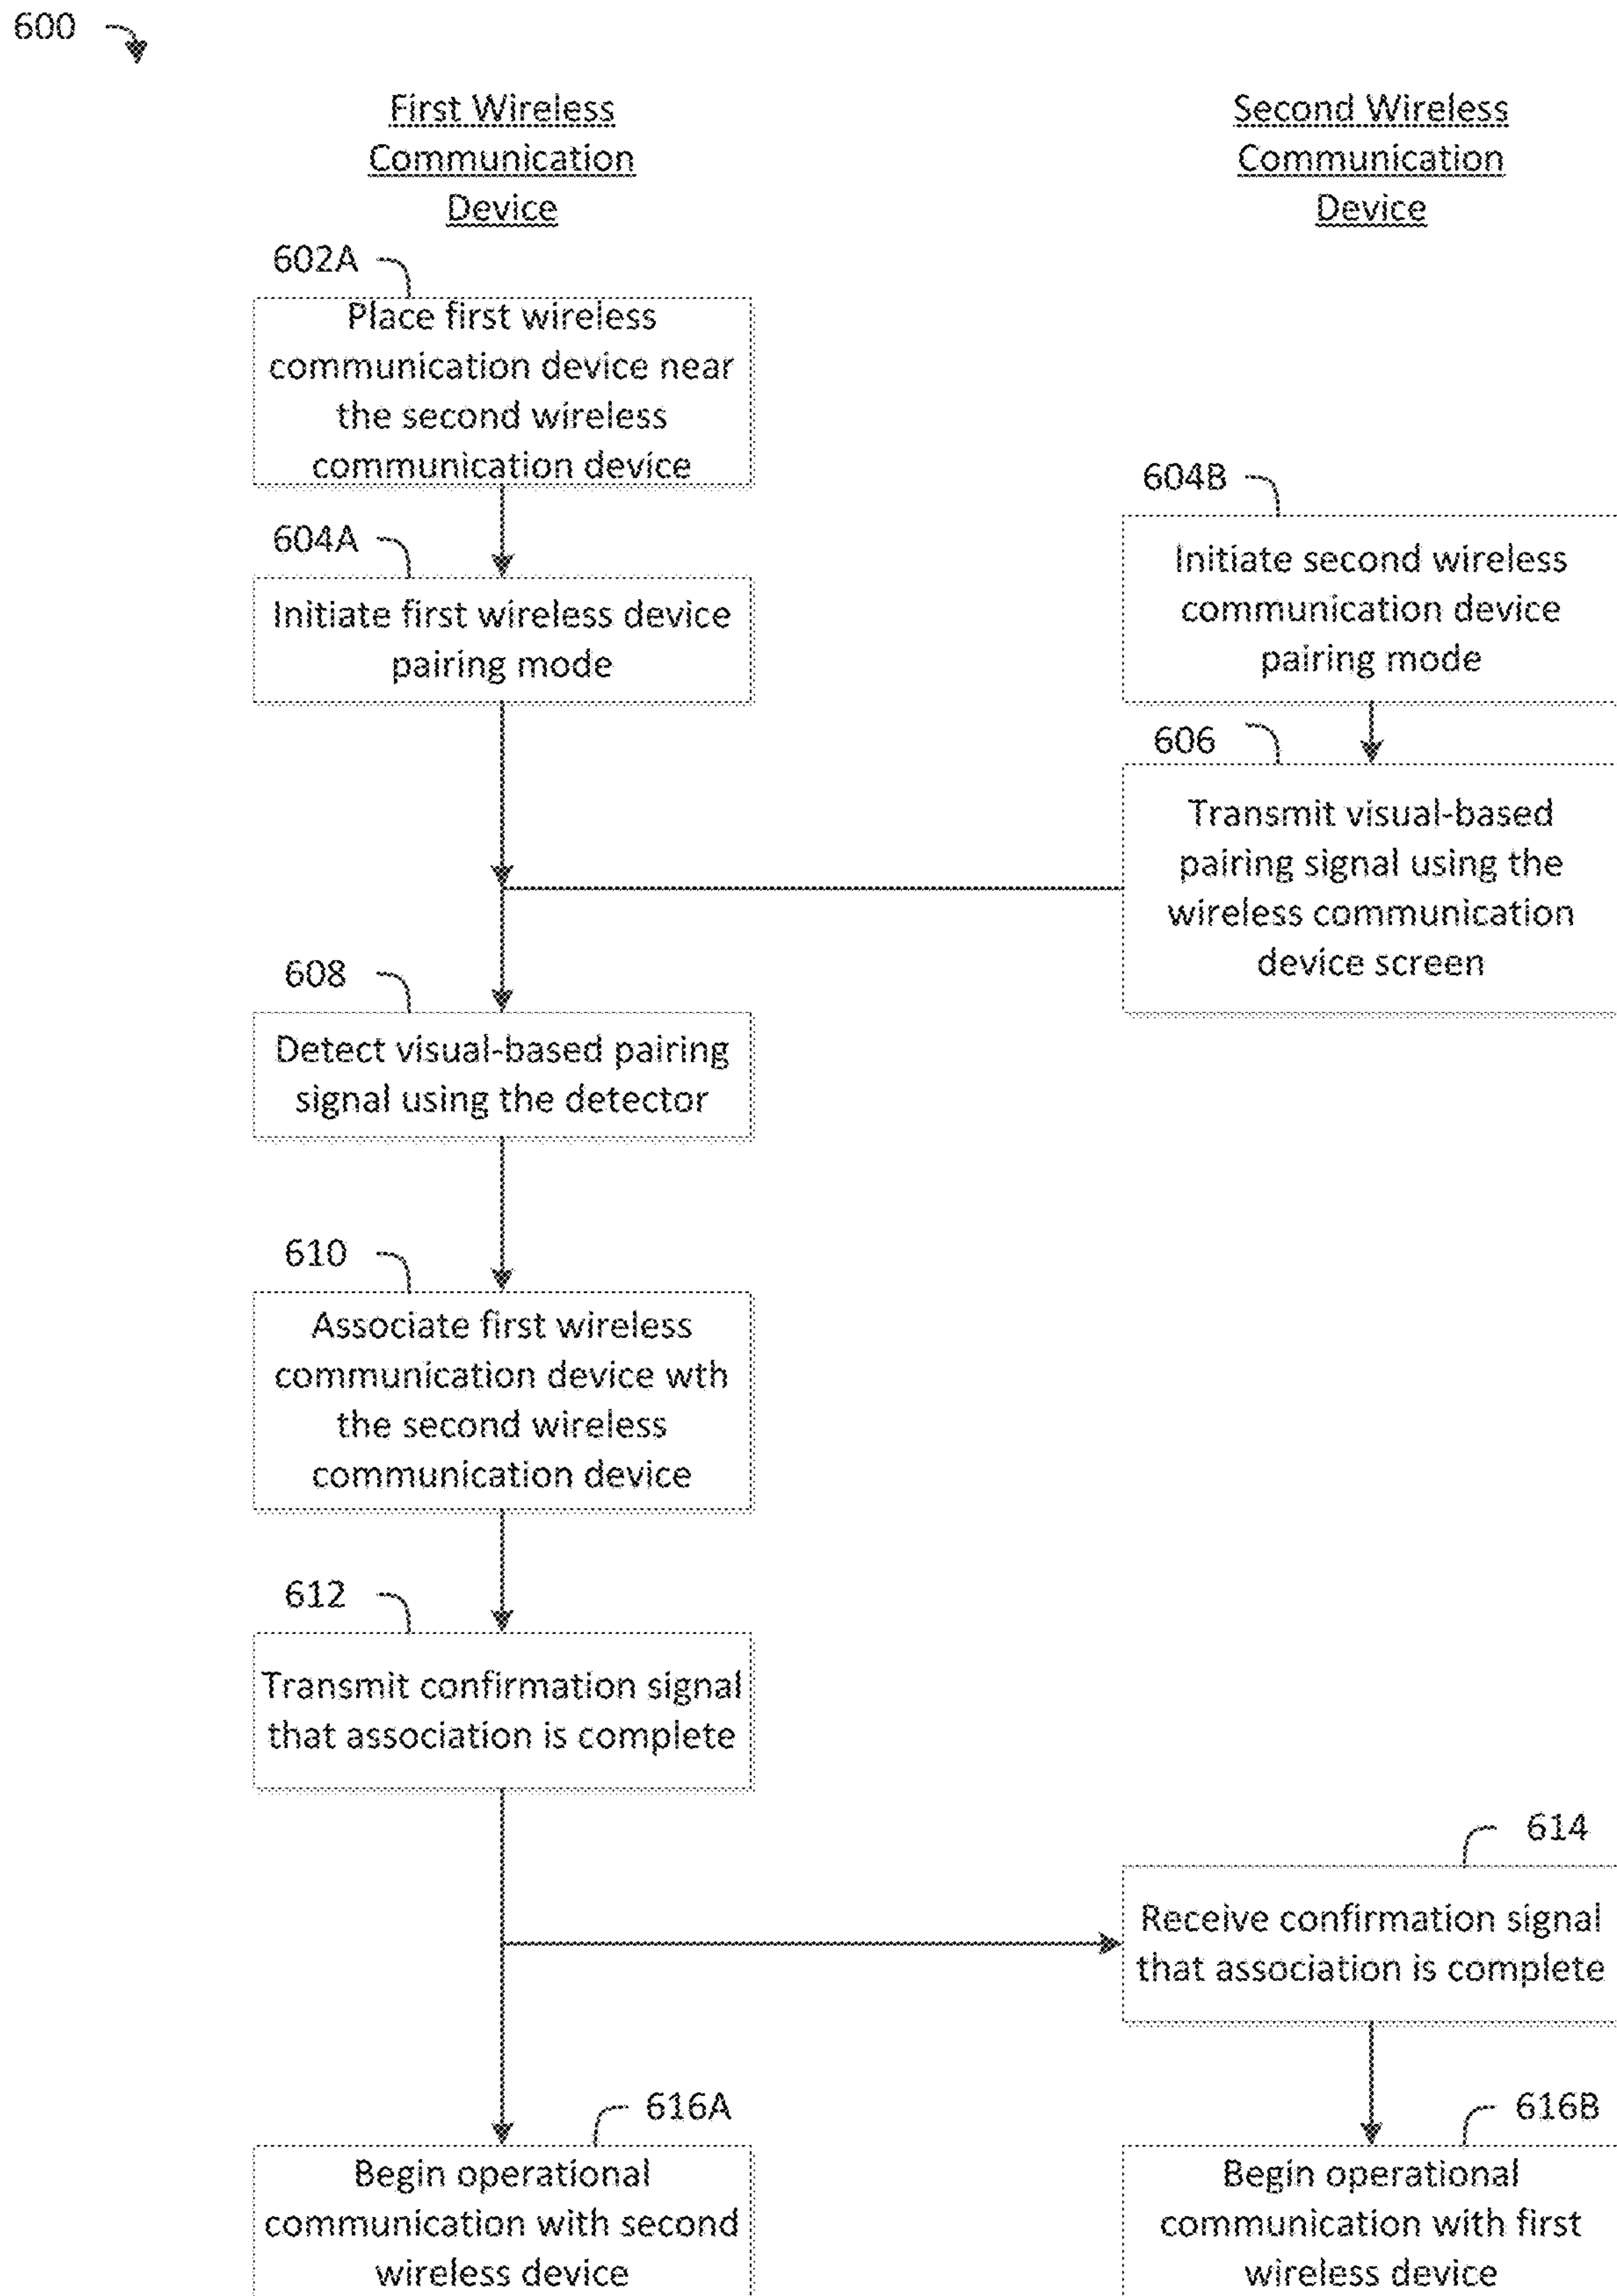 600
First Wireless
Communication
Device
Second Wireless
Communication
Device
602A
Place first wireless
communication device near
the second wireless
communication device
604A
Initiate first wireless device
pairing mode
604B
Initiate second wireless
communication device
pairing mode
606
Transmit visual-based
pairing signal using the
wireless communication
device screen
608
Detect visual-based pairing
signal using the detector
610
Associate first wireless
communication device wth
the second wireless
communication device
612
Transmit confirmation signal
that association is complete
614
Receive confirmation signal
that association is complete
616A
Begin operational
communication with second
wireless device
616B
Begin operational
communication with first
wireless device